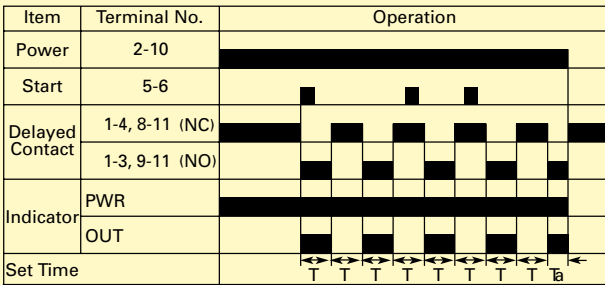 Item Terminal No. Operation
Power 2-10
Start 5-6
Delayed Contact 1-4, 8-11 (NC)
1-3, 9-11 (NO)
Indicator PWR
OUT
Set Time T T T T T T T T Ta